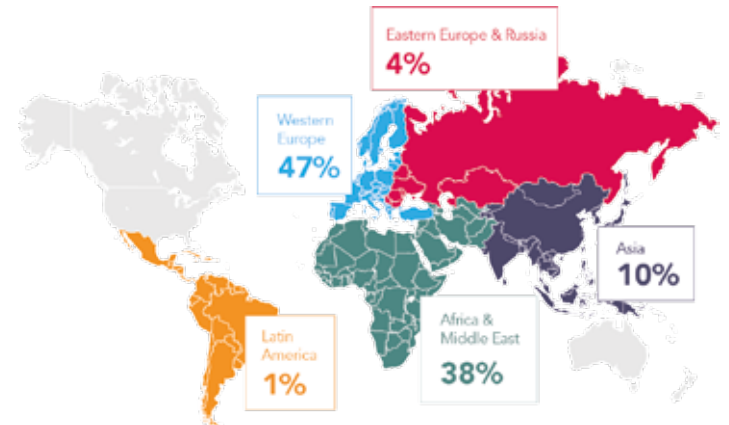 Eastern Europe & Russia
4%
Western
Europe
47%
Asia
10%
Africa &
Middle East
38%
Latin
America
1%